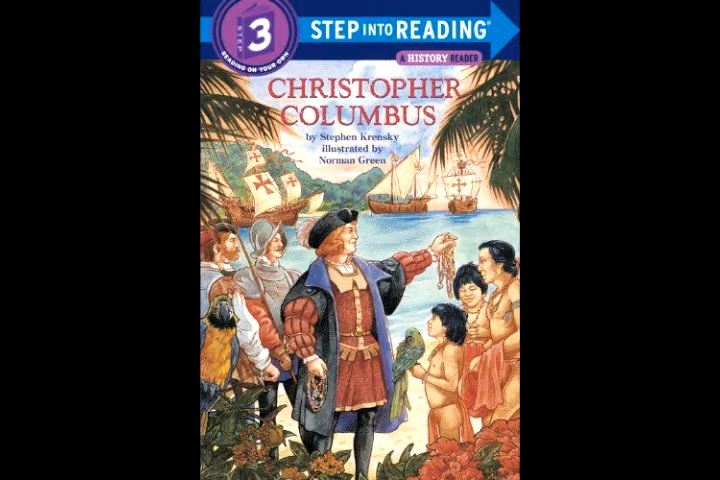 STEP 3
READING ON YOUR OWN
STEP INTO READING®
A HISTORY READER
CHRISTOPHER
COLUMBUS
by Stephen Krensky
illustrated by
Norman Green